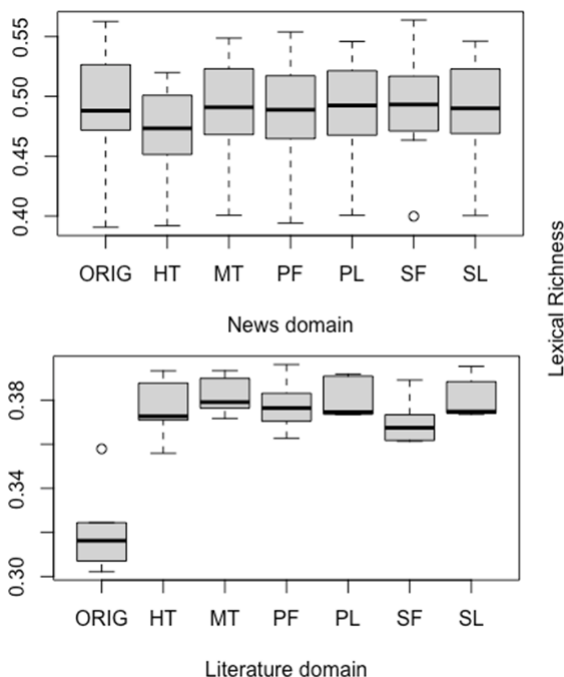 0.55
0.50
0.45
0.40
ORIG HT MT PF PL SF SL
News domain
Lexical Richness
0.38
0.34
0.30
ORIG HT MT PF PL SF SL
Literature domain